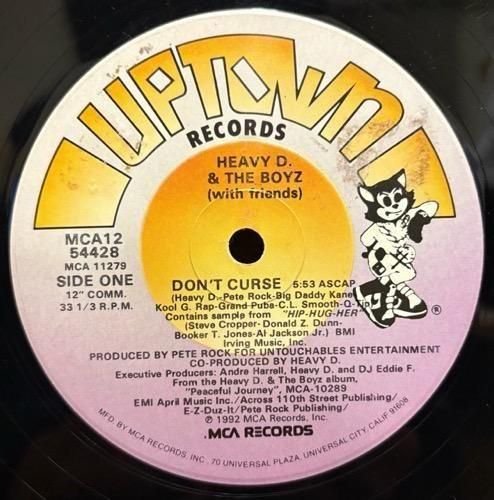 UPTOWN
RECORDS
HEAVY D.
& THE BOYZ
(with friends)
MCA12
54428
MCA 11279
SIDE ONE
12" COMM.
33 1/3 R.P.M.
DON'T CURSE 5:53 ASCAP
(Heavy D.-Pete Rock-Big Daddy Kane
Kool G. Rap-Grand Puba-C.L. Smooth-Q-Tip
Contains sample from "HIP-HUG-HER"
(Steve Cropper-Donald Z. Dunn-
Booker T. Jones-Al Jackson Jr.) BMI
Irving Music, Inc.
®
PRODUCED BY PETE ROCK FOR UNTOUCHABLES ENTERTAINMENT
CO-PRODUCED BY HEAVY D.
Executive Producers: Andre Harrell, Heavy D. and DJ Eddie F.
From the Heavy D. & The Boyz album,
"Peaceful Journey", MCA-10289
EMI April Music Inc./Across 110th Street Publishing/
E-Z-Duz-It/Pete Rock Publishing/
℗ 1992 MCA Records, Inc.
.MCA RECORDS
MFD. BY MCA RECORDS, INC., 70 UNIVERSAL PLAZA, UNIVERSAL CITY, CALIF. 91608